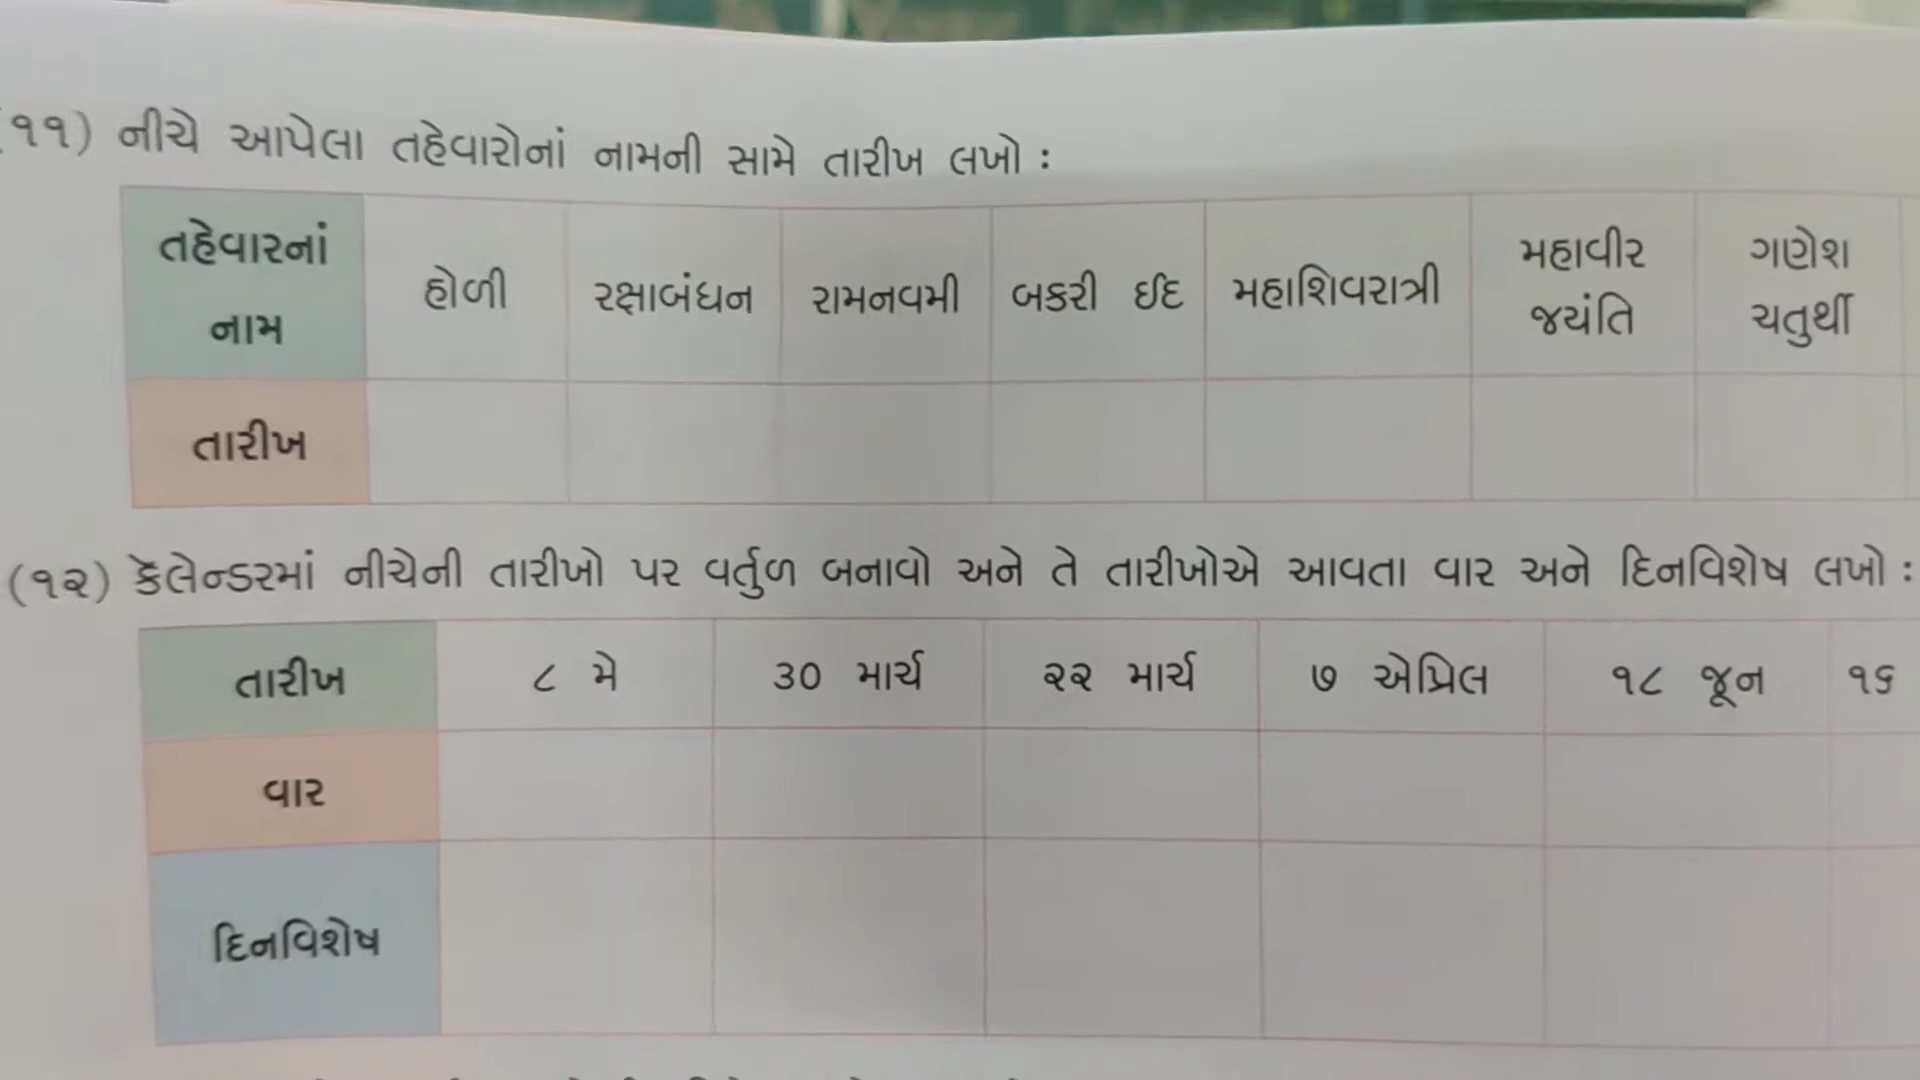 (૧૧) નીચે આપેલા તહેવારોનાં નામની સામે તારીખ લખો :
તહેવારનાં નામ હોળી રક્ષાબંધન રામનવમી બકરી ઈદ મહાશિવરાત્રી મહાવીર જયંતિ ગણેશ ચતુર્થી
તારીખ
(૧૨) કેલેન્ડરમાં નીચેની તારીખો પર વર્તુળ બનાવો અને તે તારીખોએ આવતા વાર અને દિનવિશેષ લખો :
તારીખ ૮ મે ૩૦ માર્ચ ૨૨ માર્ચ ૭ એપ્રિલ ૧૮ જૂન ૧૬
વાર
દિનવિશેષ